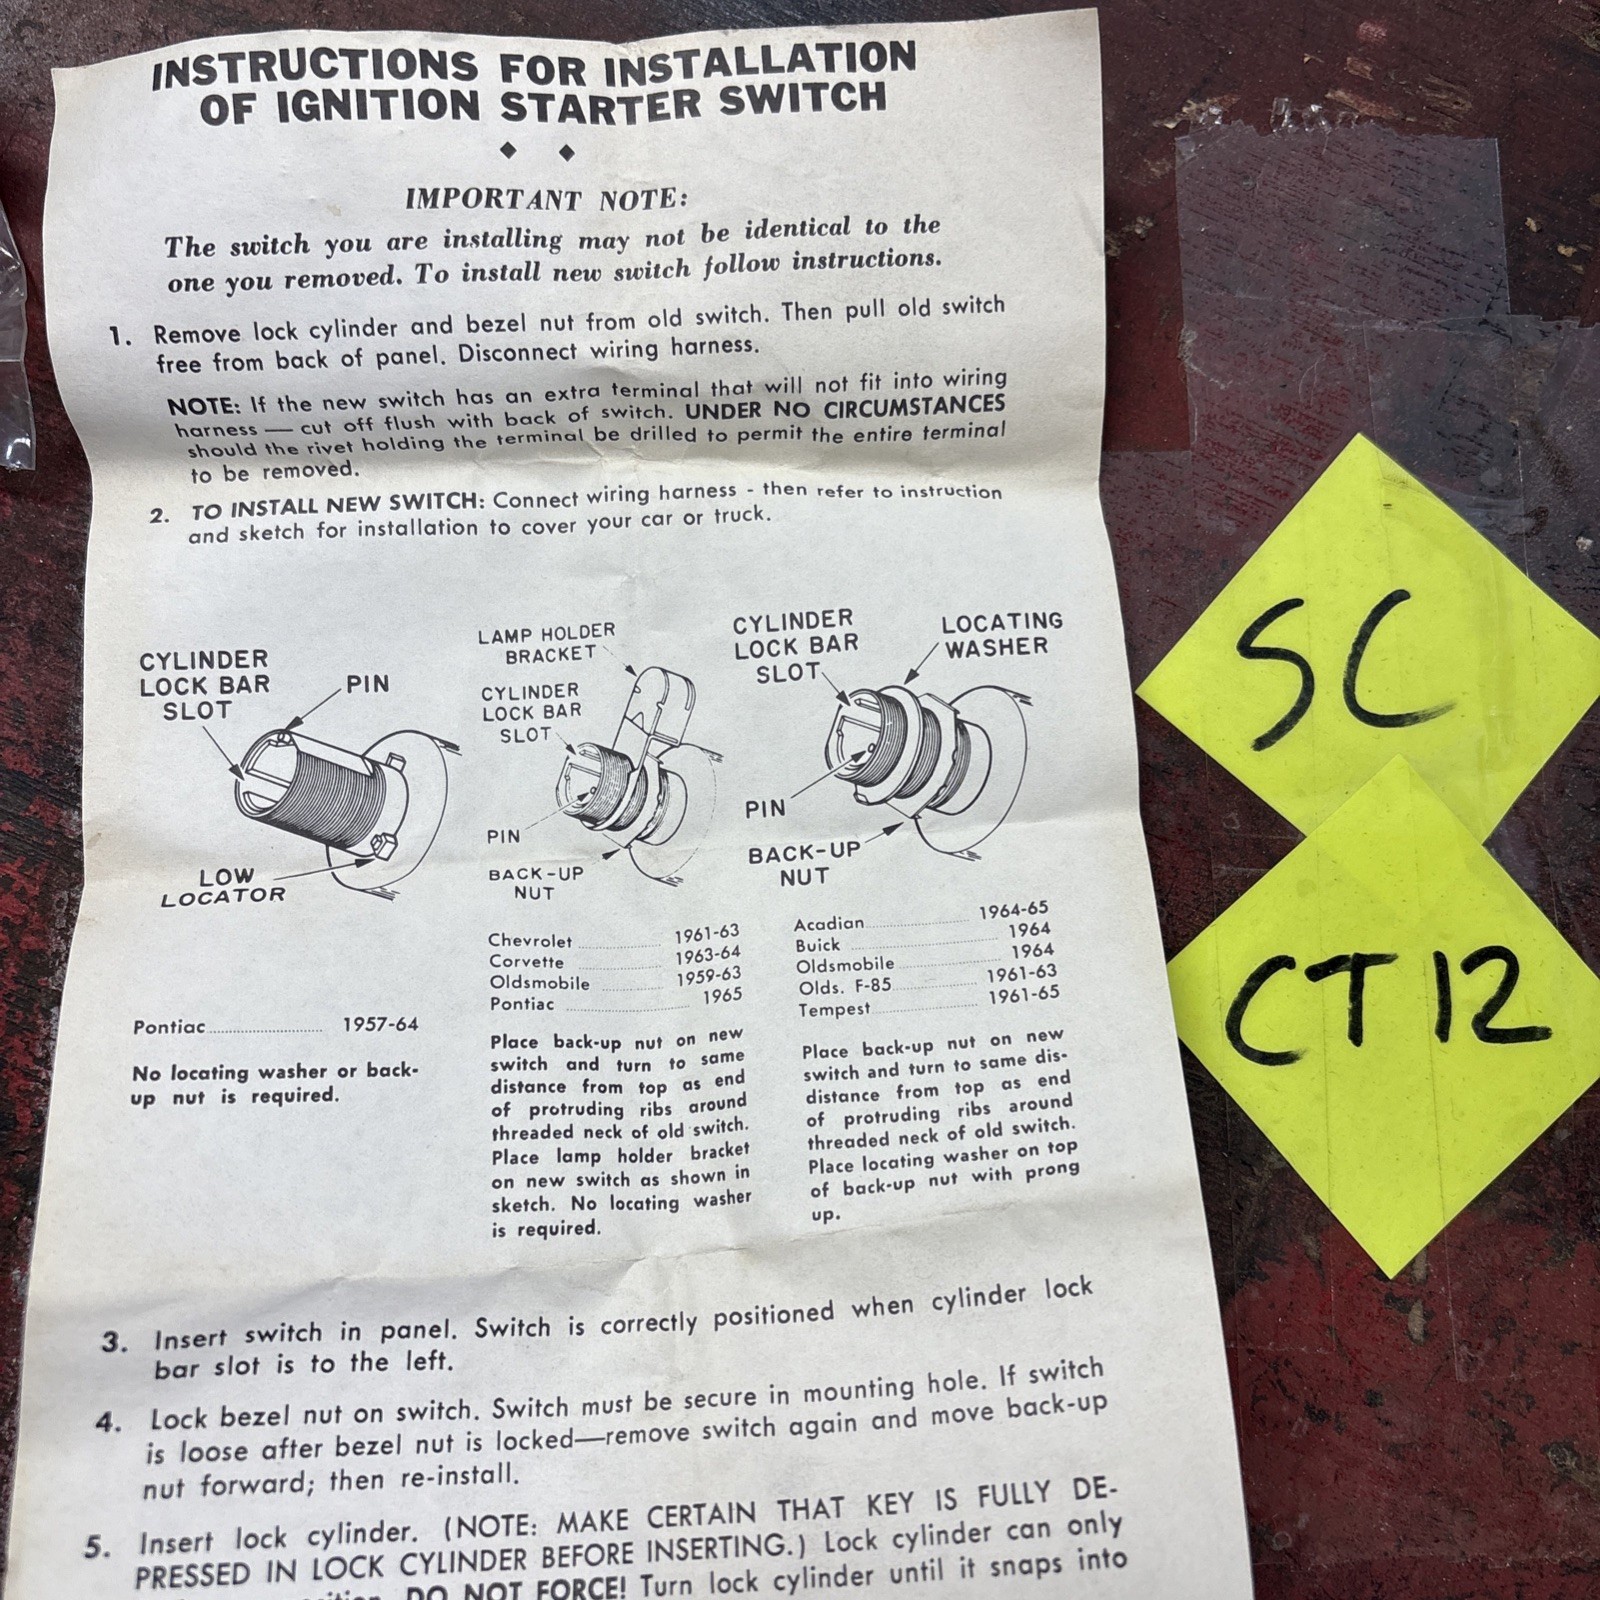 INSTRUCTIONS FOR INSTALLATION
OF IGNITION STARTER SWITCH
IMPORTANT NOTE:
The switch you are installing may not be identical to the
one you removed. To install new switch follow instructions.
1. Remove lock cylinder and bezel nut from old switch. Then pull old switch
free from back of panel. Disconnect wiring harness.
NOTE: If the new switch has an extra terminal that will not fit into wiring
harness — cut off flush with back of switch. UNDER NO CIRCUMSTANCES
should the rivet holding the terminal be drilled to permit the entire terminal
to be removed.
2. TO INSTALL NEW SWITCH: Connect wiring harness - then refer to instruction
and sketch for installation to cover your car or truck.
CYLINDER
LOCK BAR
SLOT
PIN
LOW
LOCATOR
Pontiac 1957-64
No locating washer or back-
up nut is required.
LAMP HOLDER
BRACKET
CYLINDER
LOCK BAR
SLOT
PIN
BACK-UP
NUT
Chevrolet 1961-63
Corvette 1963-64
Oldsmobile 1959-63
Pontiac 1965
Place back-up nut on new
switch and turn to same
distance from top as end
of protruding ribs around
threaded neck of old switch.
Place lamp holder bracket
on new switch as shown in
sketch. No locating washer
is required.
CYLINDER
LOCK BAR
SLOT
LOCATING
WASHER
PIN
BACK-UP
NUT
Acadian 1964-65
Buick 1964
Oldsmobile 1964
Olds. F-85 1961-63
Tempest 1961-65
Place back-up nut on new
switch and turn to same dis-
distance from top as end
of protruding ribs around
threaded neck of old switch.
Place locating washer on top
of back-up nut with prong
up.
3. Insert switch in panel. Switch is correctly positioned when cylinder lock
bar slot is to the left.
4. Lock bezel nut on switch. Switch must be secure in mounting hole. If switch
is loose after bezel nut is locked—remove switch again and move back-up
nut forward; then re-install.
5. Insert lock cylinder. (NOTE: MAKE CERTAIN THAT KEY IS FULLY DE-
PRESSED IN LOCK CYLINDER BEFORE INSERTING.) Lock cylinder can only
DO NOT FORCE! Turn lock cylinder until it snaps into
SC
CT12